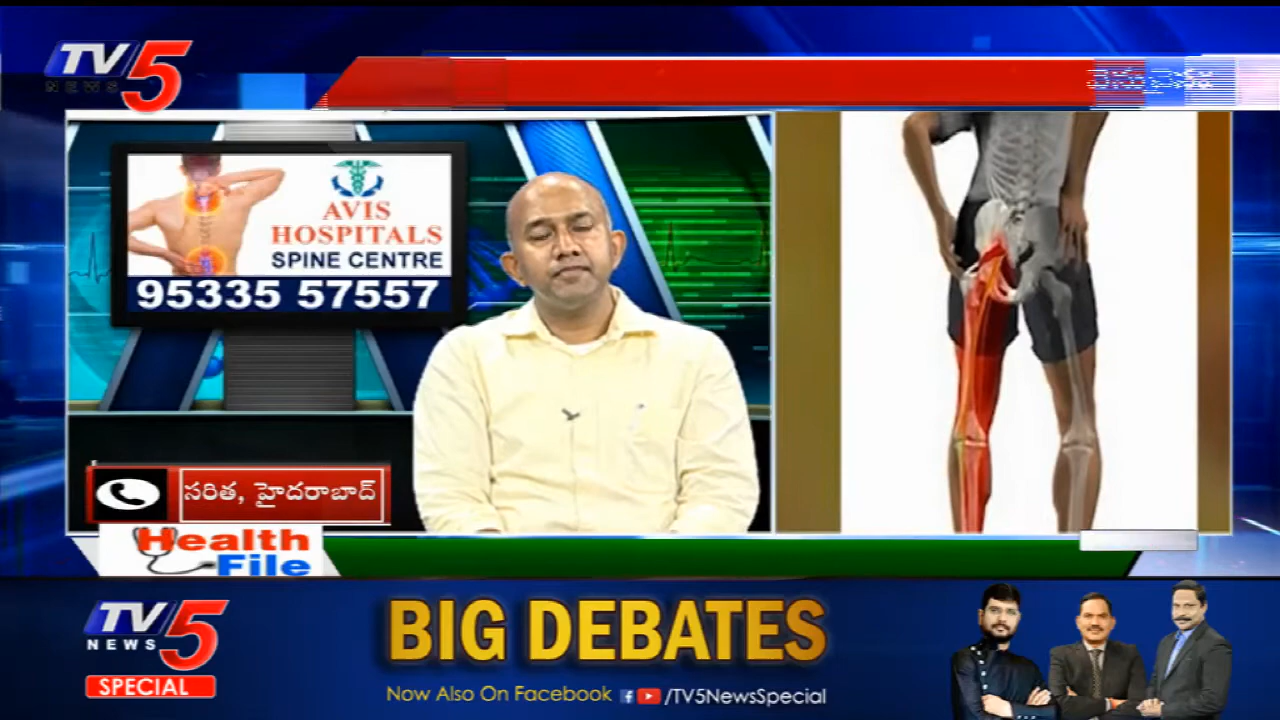 TV5
NEWS
AVIS
HOSPITALS
SPINE CENTRE
95335 57557
సరిత, హైదరాబాద్
Health
File
TV5
NEWS
SPECIAL
BIG DEBATES
Now Also On Facebook /TV5NewsSpecial